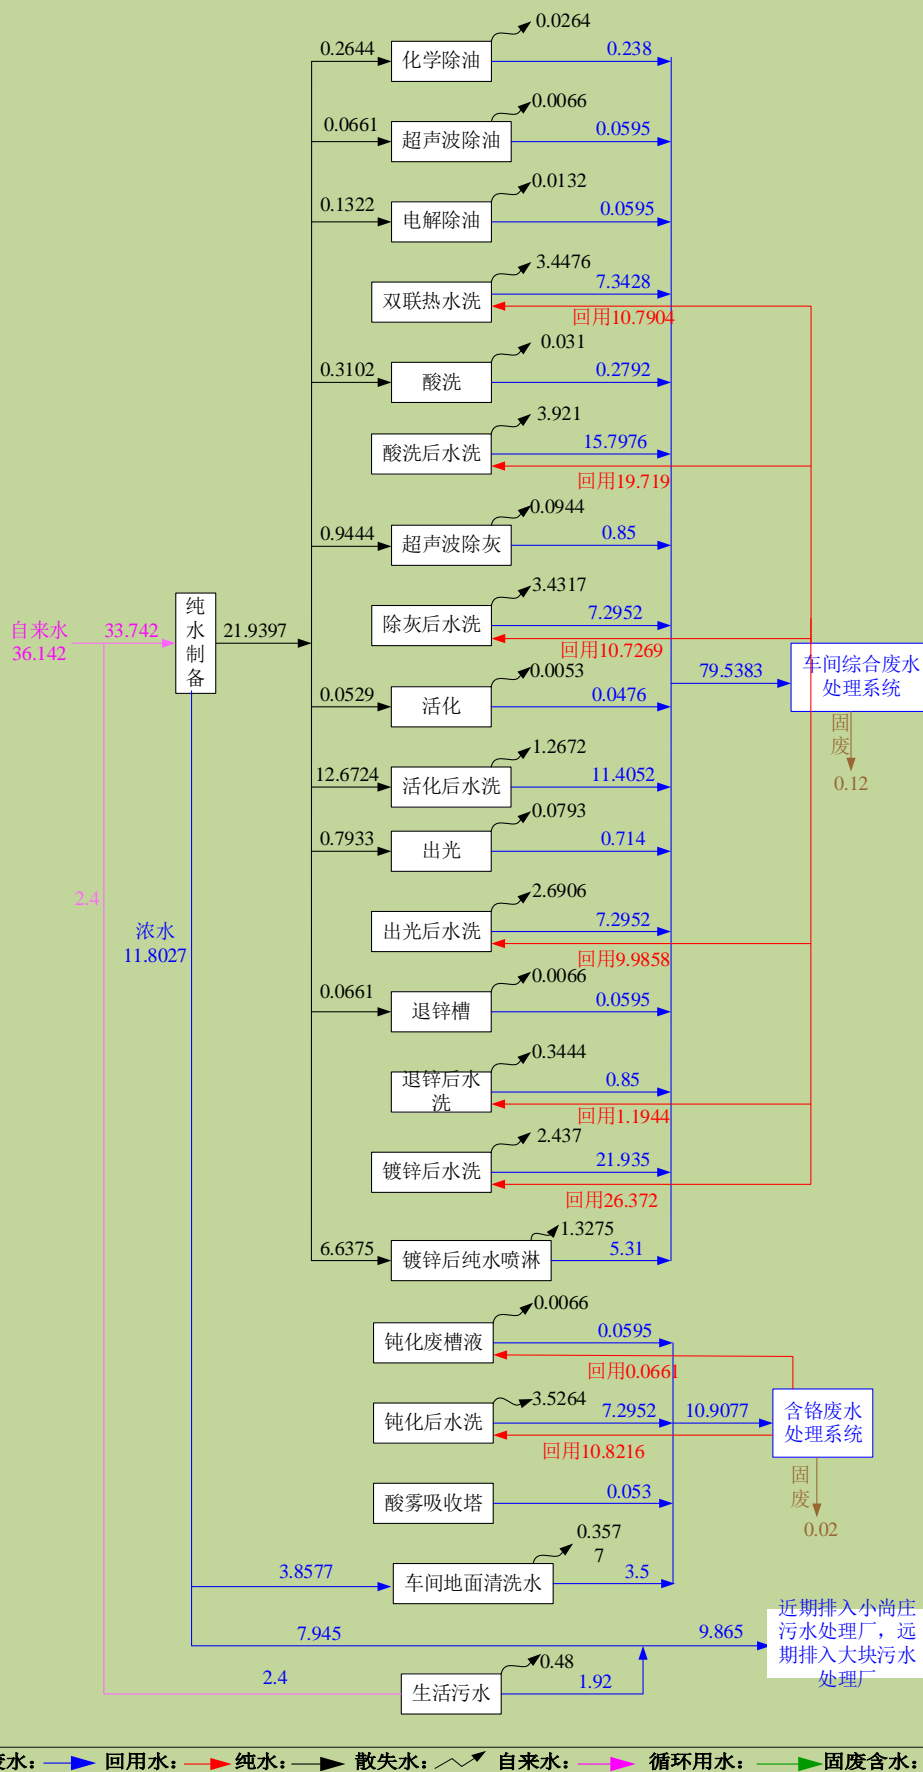 0.0264
0.2644
化学除油
0.238
0.0066
0.0661
超声波除油
0.0595
0.0132
0.1322
电解除油
0.0595
3.4476
双联热水洗
7.3428
回用10.7904
0.031
0.3102
酸洗
0.2792
3.921
酸洗后水洗
15.7976
回用19.719
0.0944
0.9444
超声波除灰
0.85
3.4317
除灰后水洗
7.2952
回用10.7269
自来水
36.142
33.742
纯
水
制
备
21.9397
0.0053
0.0529
活化
0.0476
79.5383
车间综合废水
处理系统
固
废
0.12
1.2672
12.6724
活化后水洗
11.4052
0.0793
0.7933
出光
0.714
2.4
浓水
11.8027
2.6906
出光后水洗
7.2952
回用9.9858
0.0066
0.0661
退锌槽
0.0595
0.3444
退锌后水
洗
0.85
回用1.1944
2.437
镀锌后水洗
21.935
回用26.372
1.3275
6.6375
镀锌后纯水喷淋
5.31
0.0066
钝化废槽液
0.0595
回用0.0661
3.5264
钝化后水洗
7.2952
10.9077
回用10.8216
含铬废水
处理系统
固
废
0.02
酸雾吸收塔
0.053
0.357
7
3.8577
车间地面清洗水
3.5
7.945
9.865
近期排入小尚庄
污水处理厂，远
期排入大块污水
处理厂
0.48
2.4
生活污水
1.92
废水： 回用水： 纯水： 散失水： 自来水： 循环用水： 固废含水：